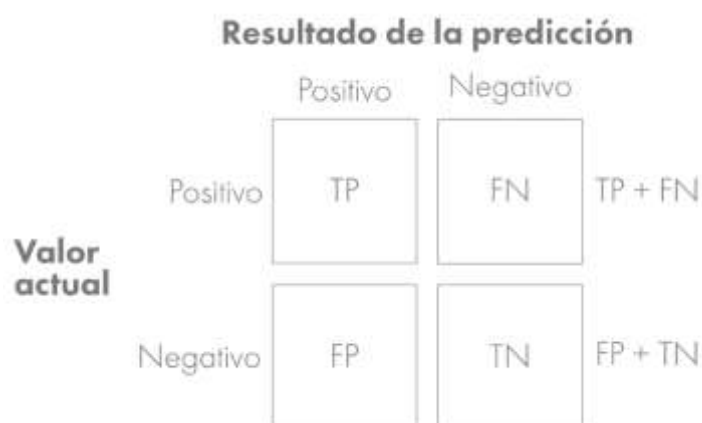 Resultado de la predicción
Positivo Negativo
Positivo TP FN TP + FN
Valor
actual
Negativo FP TN FP + TN